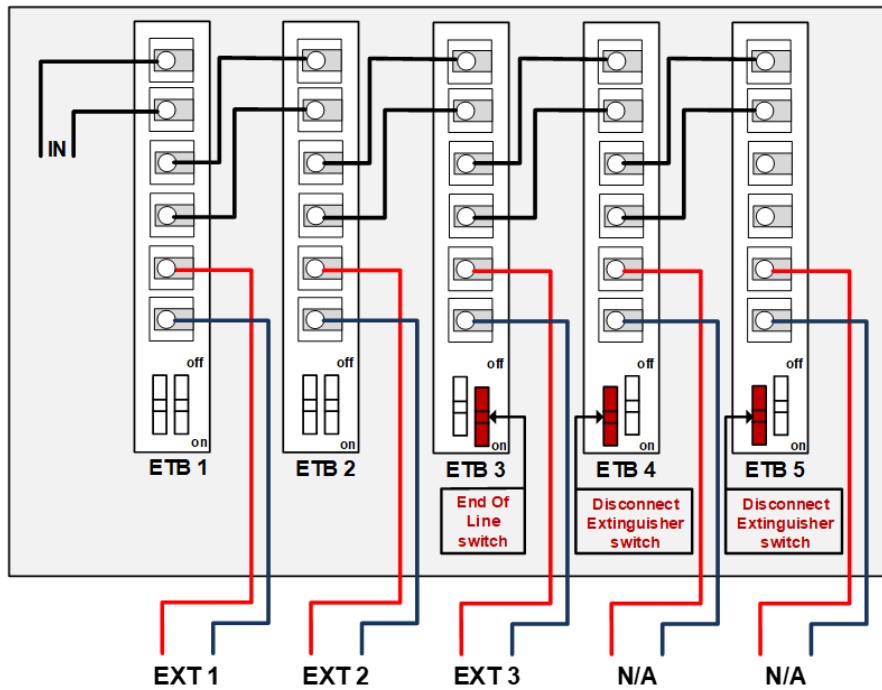 IN
off
off
off
off
off
on
on
on
on
on
ETB 1
ETB 2
ETB 3
ETB 4
ETB 5
End Of
Line
switch
Disconnect
Extinguisher
switch
Disconnect
Extinguisher
switch
EXT 1
EXT 2
EXT 3
N/A
N/A